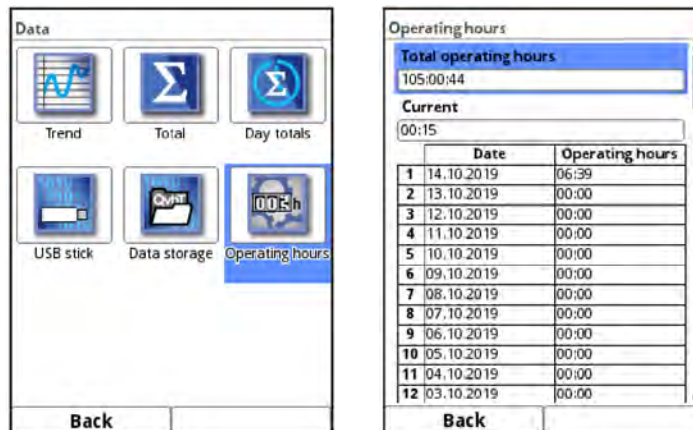 Data
Trend
Total
Day totals
USB stick
Data storage
Operating hours
Back
Operating hours
Total operating hours
105:00:44
Current
00:15
Date Operating hours
1 14.10.2019 06:39
2 13.10.2019 00:00
3 12.10.2019 00:00
4 11.10.2019 00:00
5 10.10.2019 00:00
6 09.10.2019 00:00
7 08.10.2019 00:00
8 07.10.2019 00:00
9 06.10.2019 00:00
10 05.10.2019 00:00
11 04.10.2019 00:00
12 03.10.2019 00:00
Back